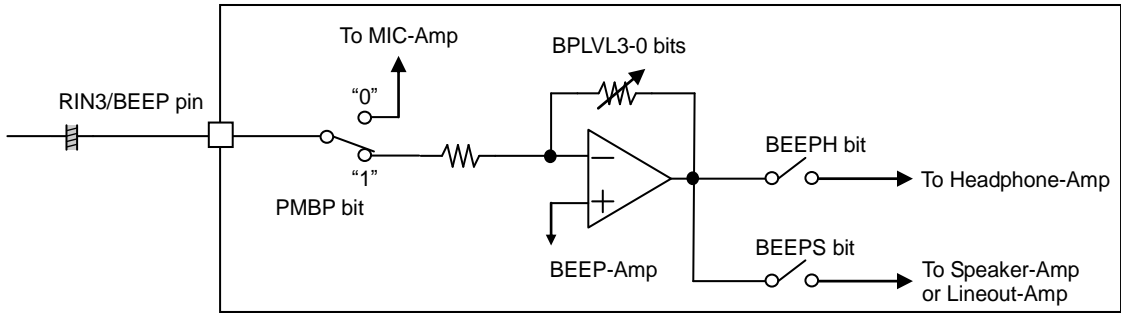 To MIC-Amp
BPLVL3-0 bits
RIN3/BEEP pin
“0”
“1”
PMBP bit
BEEP-Amp
BEEPH bit
To Headphone-Amp
BEEPS bit
To Speaker-Amp
or Lineout-Amp